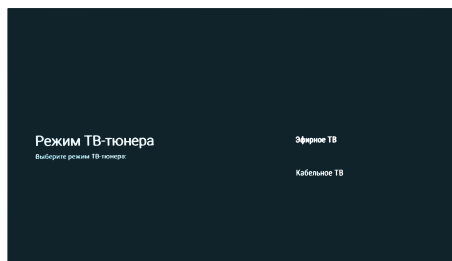 Режим ТВ-тюнера
Выберите режим ТВ-тюнера:
Эфирное ТВ
Кабельное ТВ